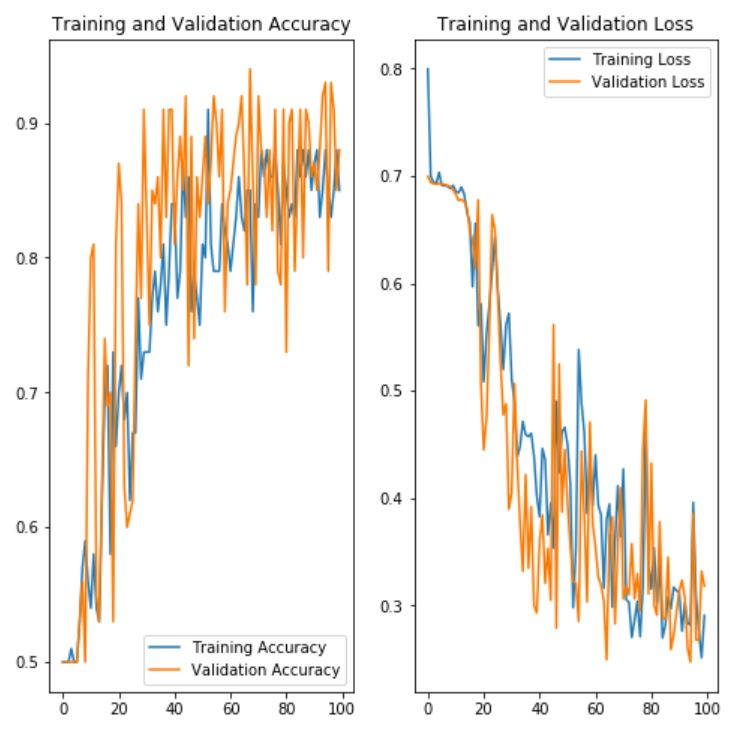 Training and Validation Accuracy
0.9
0.8
0.7
0.6
0.5
0 20 40 60 80 100
Training Accuracy
Validation Accuracy
Training and Validation Loss
0.8
0.7
0.6
0.5
0.4
0.3
0 20 40 60 80 100
Training Loss
Validation Loss